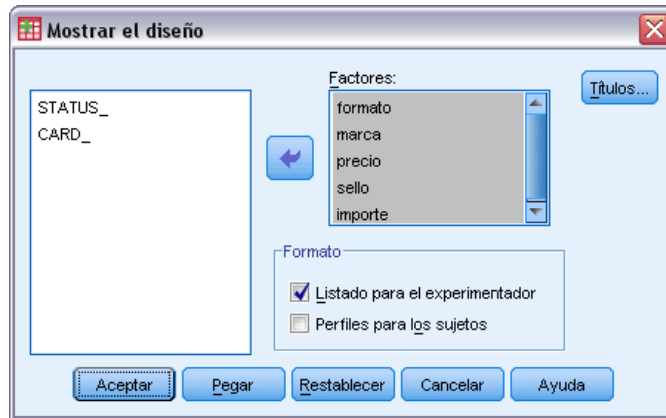 Mostrar el diseño
STATUS_
CARD_
Factores:
formato
marca
precio
sello
importe
Títulos...
Formato
Listado para el experimentador
Perfiles para los sujetos
Aceptar
Pegar
Restablecer
Cancelar
Ayuda